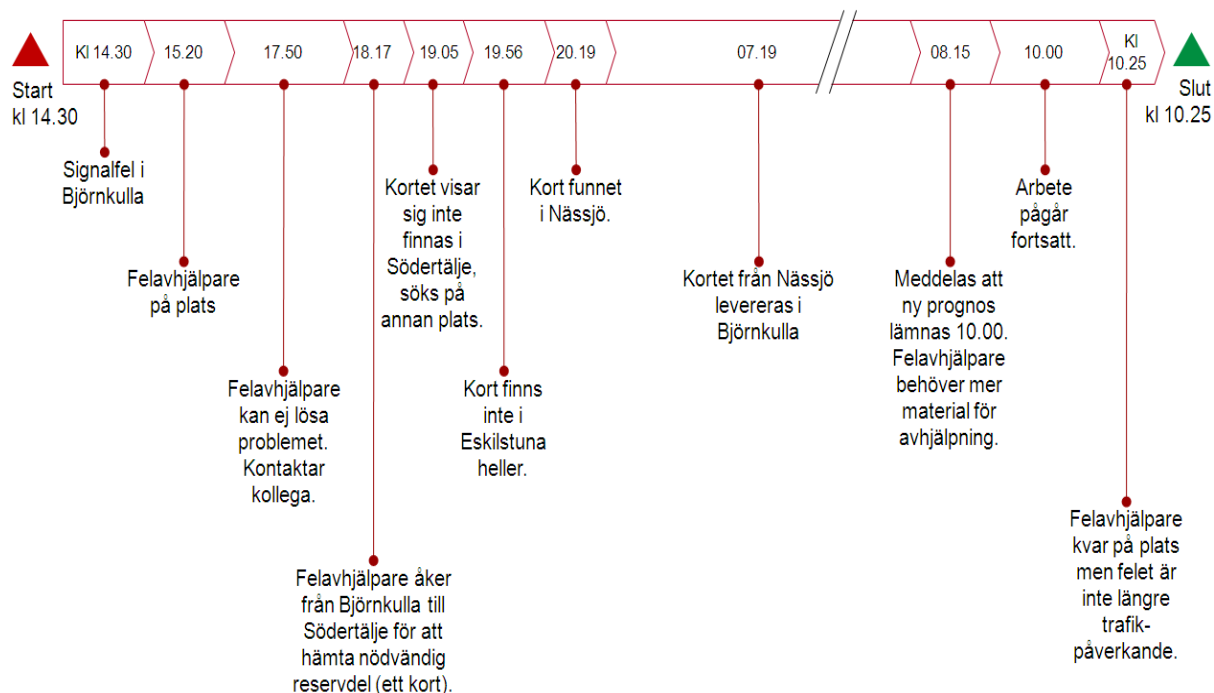 Kl 14.30
15.20
17.50
18.17
19.05
19.56
20.19
07.19
08.15
10.00
Kl
10.25
Start
kl 14.30
Slut
kl 10.25
Signalfel i
Björnkulla
Felavhjälpare
på plats
Felavhjälpare
kan ej lösa
problemet.
Kontaktar
kollega.
Felavhjälpare åker
från Björnkulla till
Södertälje för att
hämta nödvändig
reservdel (ett kort).
Kortet visar
sig inte
finnas i
Södertälje,
söks på
annan plats.
Kort finns
inte i
Eskilstuna
heller.
Kort funnet
i Nässjö.
Kortet från Nässjö
levereras i
Björnkulla
Meddelas att
ny prognos
lämnas 10.00.
Felavhjälpare
behöver mer
material för
avhjälpning.
Arbete
pågår
fortsatt.
Felavhjälpare
kvar på plats
men felet är
inte längre
trafik-
påverkande.